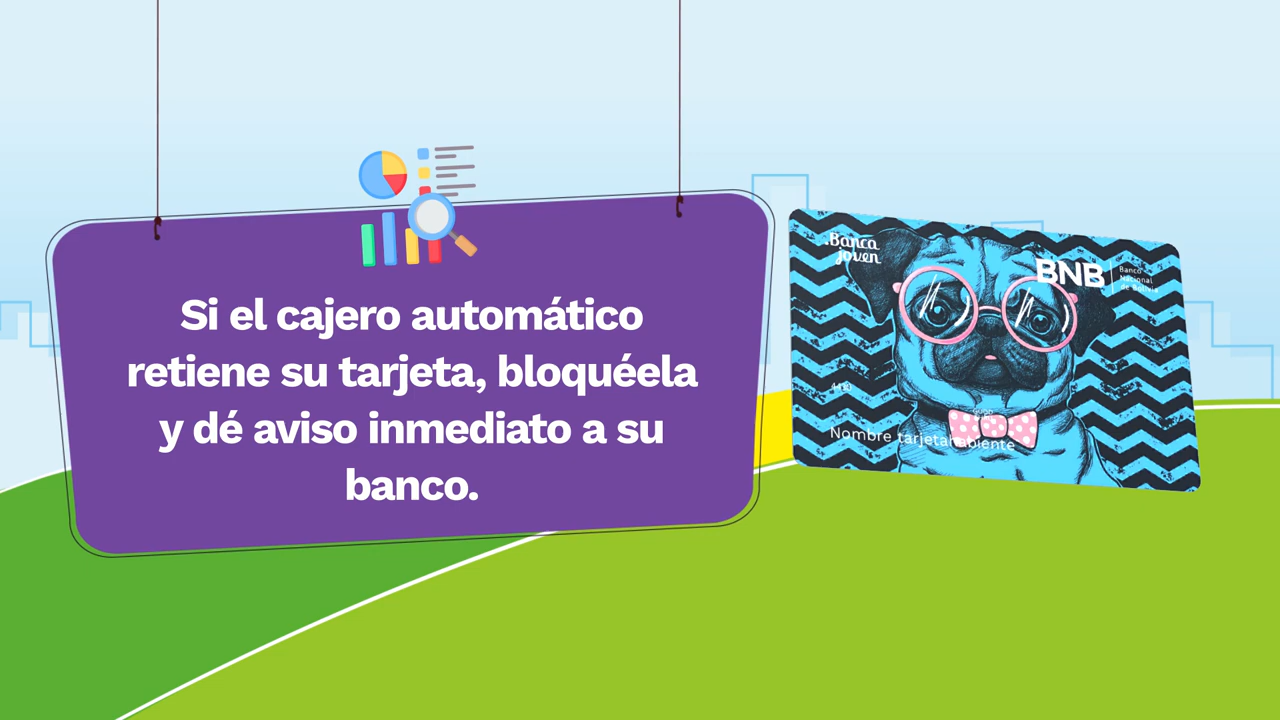 Si el cajero automático
retiene su tarjeta, bloquéela
y dé aviso inmediato a su
banco.
Banca
joven
BNB
Banco
Nacional
de Bolivia
Nombre tarjetahabiente